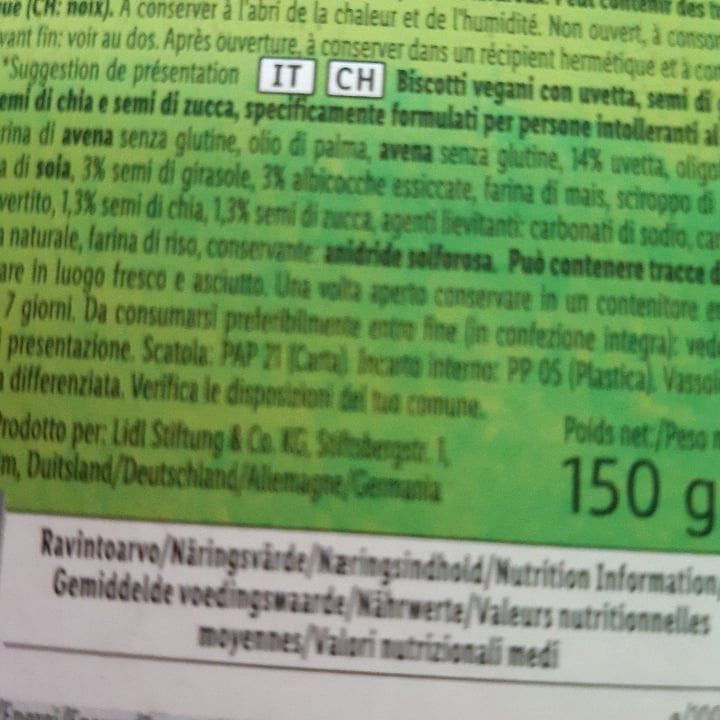 que (CH: noix). A conserver à l'abri de la chaleur et de l'humidité. Non ouvert, à
vant fin: voir au dos. Après ouverture, à conserver dans un récipient hermétique et à
*Suggestion de présentation IT CH Biscotti vegani con uvetta, semi di
emi di chia e semi di zucca, specificamente formulati per persone intolleranti al
rina di avena senza glutine, olio di palma, avena senza glutine, 14% uvetta, oligo
a di soia, 3% semi di girasole, 3% albicocche essiccate, farina di mais, sciroppo di
vertito, 1,3% semi di chia, 1,3% semi di zucca, agenti lievitanti: carbonati di sodio, car
a naturale, farina di riso, conservante: anidride solforosa. Può contenere tracce d
are in luogo fresco e asciutto. Una volta aperto conservare in un contenitore e
7 giorni. Da consumarsi preferibilmente entro fine (in confezione integra): ved
presentazione. Scatola: PAP 21 (Carta). Incarto interno: PP 05 (Plastica). Vassoi
a differenziata. Verifica le disposizioni del tuo comune.
Prodotto per: Lidl Stiftung & Co. KG, Stiftsbergstr. 1,
m, Duitsland/Deutschland/Allemagne/Germania
Poids net:/Peso n
150 g
Ravintoarvo/Näringsvärde/Næringsindhold/Nutrition Information/
Gemiddelde voedingswaarde/Nährwerte/Valeurs nutritionnelles
moyennes/Valori nutrizionali medi